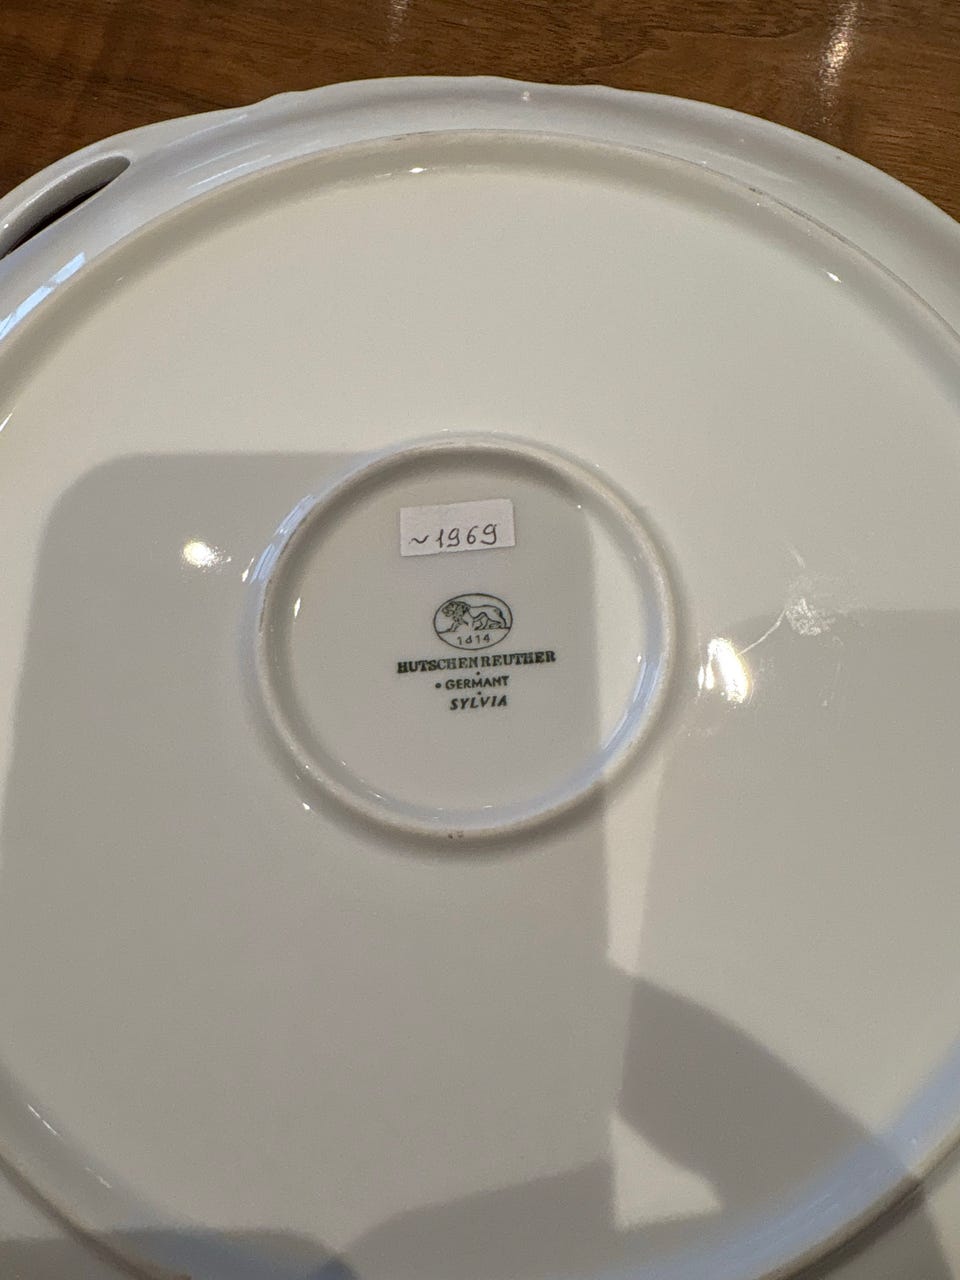 ~1969
1814
HUTSCHENREUTHER
GERMANY
SYLVIA